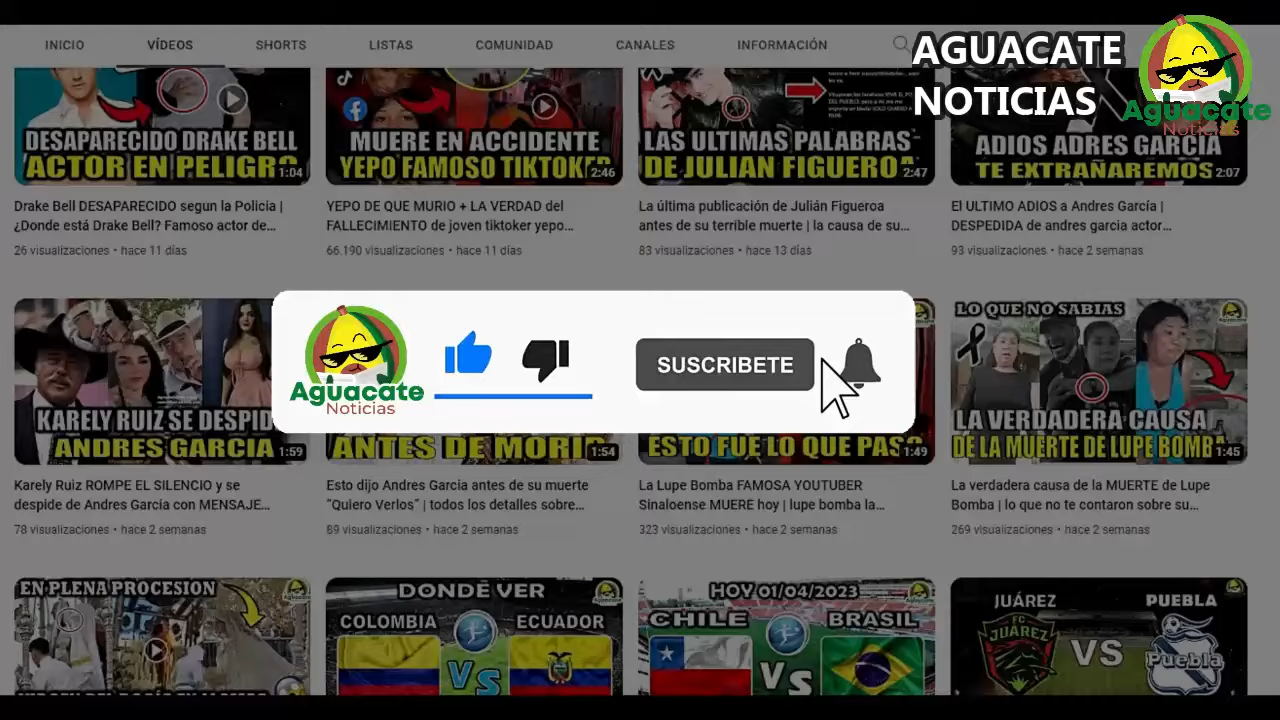 INICIO
VÍDEOS
SHORTS
LISTAS
COMUNIDAD
CANALES
INFORMACIÓN
AGUACATE
NOTICIAS
Aguacate
Noticias
DESAPARECIDO DRAKE BELL
ACTOR EN PELIGR
1:04
MUERE EN ACCIDENTE
YEPO FAMOSO TIKTOK
2:46
LAS ULTIMAS PALABRAS
DE JULIAN FIGUEROA
2:47
ADIOS ADRES GARCIA
TE EXTRAÑAREMOS
2:07
Drake Bell DESAPARECIDO segun la Policia |
¿Donde está Drake Bell? Famoso actor de…
26 visualizaciones • hace 11 días
YEPO DE QUE MURIO + LA VERDAD del
FALLECIMIENTO de joven tiktoker yepo…
66.190 visualizaciones • hace 11 días
La última publicación de Julián Figueroa
antes de su terrible muerte | la causa de su…
83 visualizaciones • hace 13 días
El ULTIMO ADIOS a Andres García |
DESPEDIDA de andres garcia actor…
93 visualizaciones • hace 2 semanas
Aguacate
Noticias
SUSCRIBETE
KARELY RUIZ SE DESPID
ANDRES GARCIA
1:59
ANTES DE MORIR
1:54
ESTO FUE LO QUE PASO
1:49
LO QUE NO SABIAS
LA VERDADERA CAUSA
DE LA MUERTE DE LUPE BOMBA
1:45
Karely Ruiz ROMPE EL SILENCIO y se
despide de Andres Garcia con MENSAJE…
78 visualizaciones • hace 2 semanas
Esto dijo Andres Garcia antes de su muerte
“Quiero Verlos” | todos los detalles sobre…
89 visualizaciones • hace 2 semanas
La Lupe Bomba FAMOSA YOUTUBER
Sinaloense MUERE hoy | lupe bomba la…
323 visualizaciones • hace 2 semanas
La verdadera causa de la MUERTE de Lupe
Bomba | lo que no te contaron sobre su…
269 visualizaciones • hace 2 semanas
EN PLENA PROCESION
DONDE VER
COLOMBIA
ECUADOR
Vs
HOY 01/04/2023
CHILE
BRASIL
Vs
JUÁREZ
PUEBLA
FC
JUÁREZ
VS
Puebla